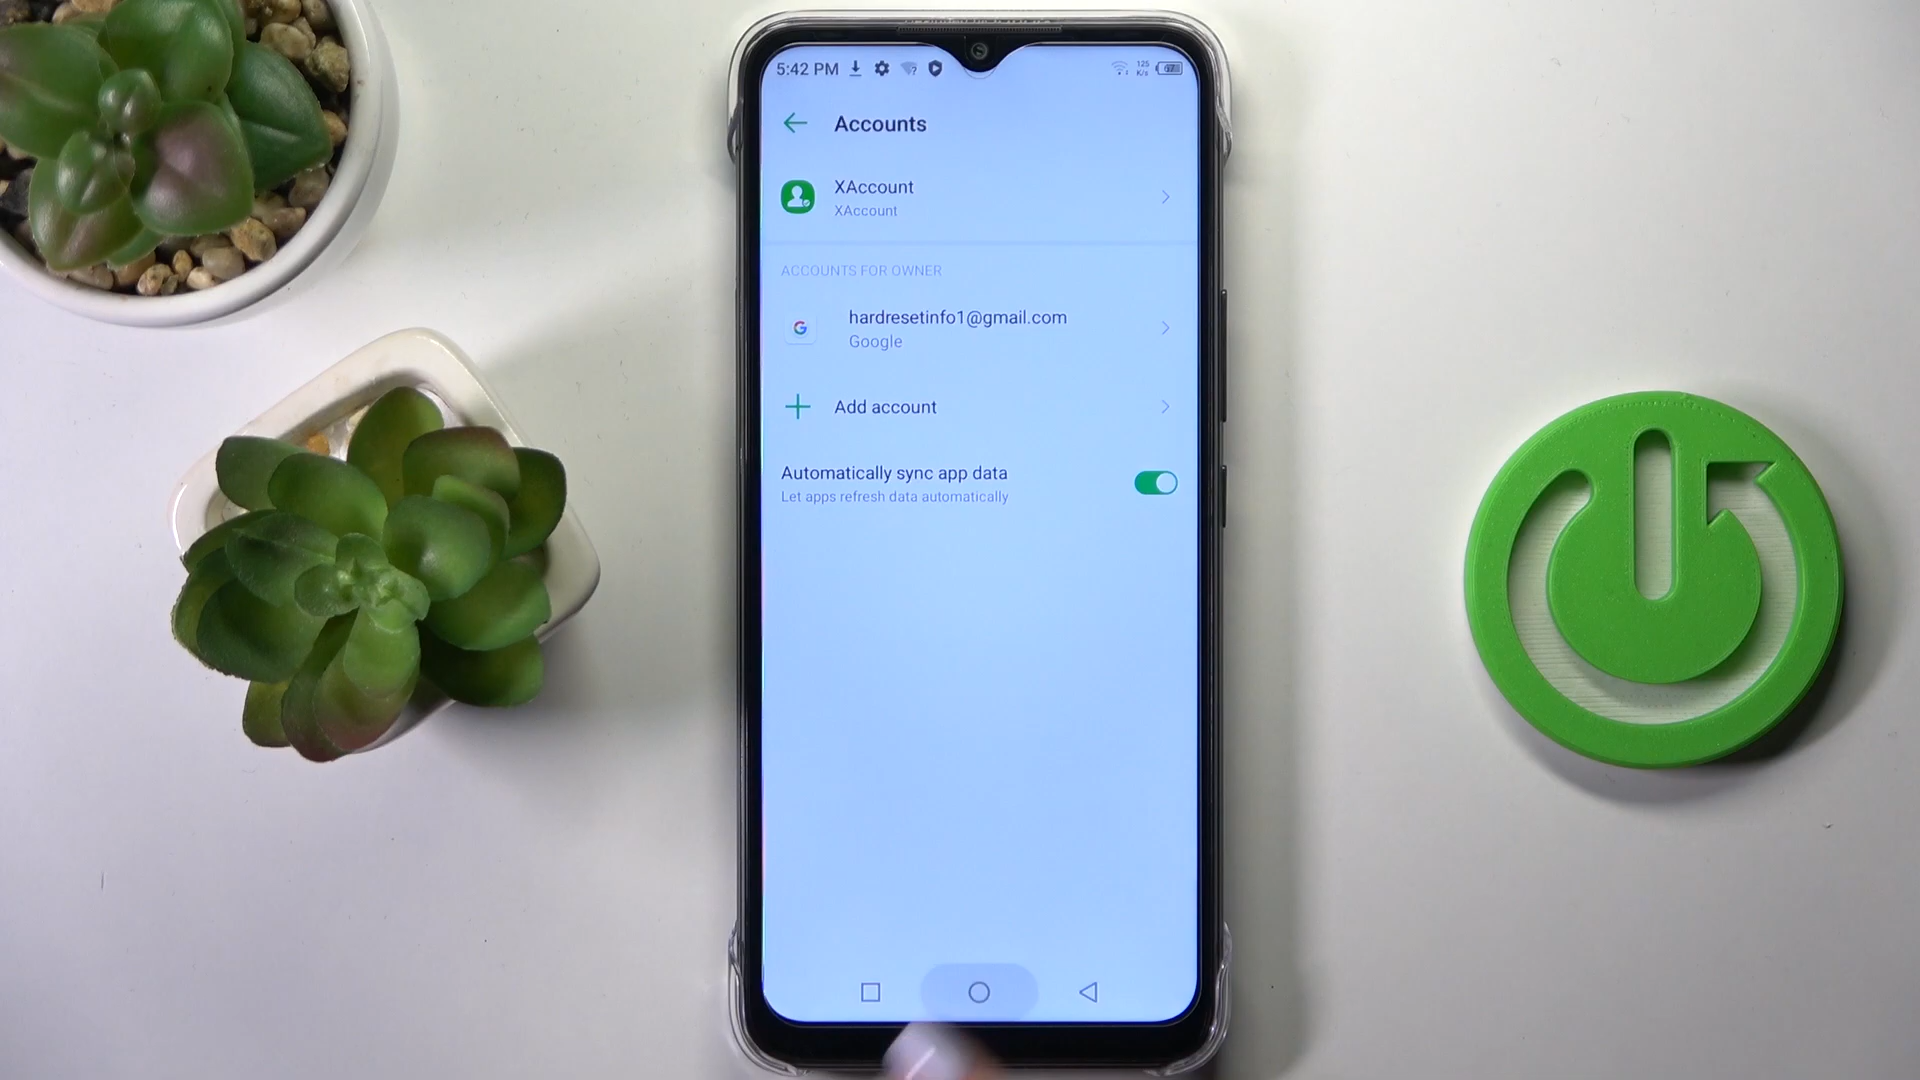 5:42 PM
125
K/s
Accounts
XAccount
XAccount
ACCOUNTS FOR OWNER
hardresetinfo1@gmail.com
Google
Add account
Automatically sync app data
Let apps refresh data automatically